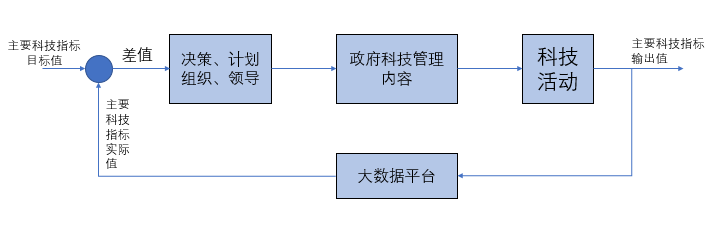 主要科技指标
目标值
差值
决策、计划
组织、领导
政府科技管理
内容
科技
活动
主要科技指标
输出值
主要
科技
指标
实际
值
大数据平台